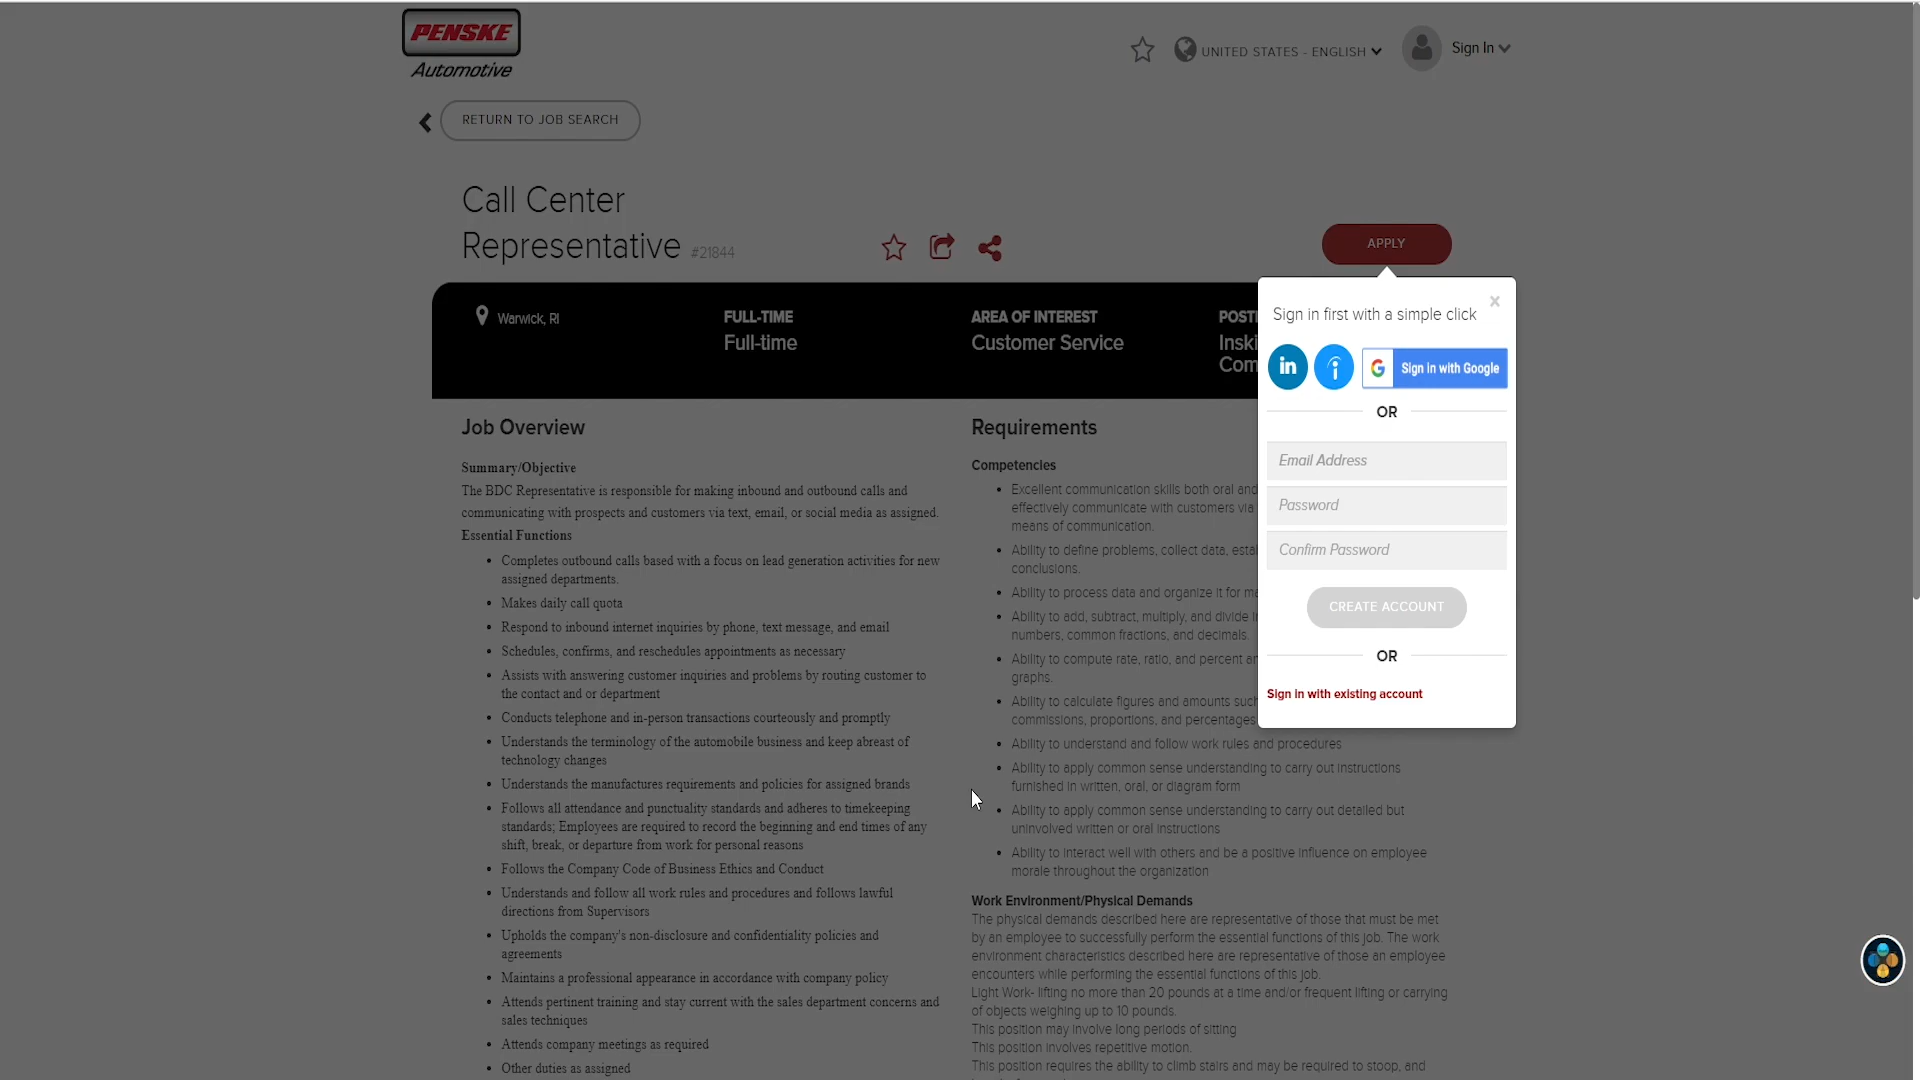 PENSKE
Automotive
UNITED STATES - ENGLISH
Sign In
RETURN TO JOB SEARCH
Call Center
Representative #21844
APPLY
Warwick, RI
FULL-TIME
Full-time
AREA OF INTEREST
Customer Service
POSTI
Inski
Com
Sign in first with a simple click
×
in
Sign in with Google
OR
Email Address
Password
Confirm Password
CREATE ACCOUNT
OR
Sign in with existing account
Job Overview
Summary/Objective
The BDC Representative is responsible for making inbound and outbound calls and
communicating with prospects and customers via text, email, or social media as assigned.
Essential Functions
• Completes outbound calls based with a focus on lead generation activities for new
assigned departments.
• Makes daily call quota
• Respond to inbound internet inquiries by phone, text message, and email
• Schedules, confirms, and reschedules appointments as necessary
• Assists with answering customer inquiries and problems by routing customer to
the contact and or department
• Conducts telephone and in-person transactions courteously and promptly
• Understands the terminology of the automobile business and keep abreast of
technology changes
• Understands the manufactures requirements and policies for assigned brands
• Follows all attendance and punctuality standards and adheres to timekeeping
standards; Employees are required to record the beginning and end times of any
shift, break, or departure from work for personal reasons
• Follows the Company Code of Business Ethics and Conduct
• Understands and follow all work rules and procedures and follows lawful
directions from Supervisors
• Upholds the company's non-disclosure and confidentiality policies and
agreements
• Maintains a professional appearance in accordance with company policy
• Attends pertinent training and stay current with the sales department concerns and
sales techniques
• Attends company meetings as required
• Other duties as assigned
Requirements
Competencies
• Excellent communication skills both oral and
effectively communicate with customers via
means of communication.
• Ability to define problems, collect data, esta
conclusions.
• Ability to process data and organize it for ma
• Ability to add, subtract, multiply, and divide i
numbers, common fractions, and decimals.
• Ability to compute rate, ratio, and percent an
graphs.
• Ability to calculate figures and amounts such
commissions, proportions, and percentages
• Ability to understand and follow work rules and procedures
• Ability to apply common sense understanding to carry out instructions
furnished in written, oral, or diagram form
• Ability to apply common sense understanding to carry out detailed but
uninvolved written or oral instructions
• Ability to interact well with others and be a positive influence on employee
morale throughout the organization
Work Environment/Physical Demands
The physical demands described here are representative of those that must be met
by an employee to successfully perform the essential functions of this job. The work
environment characteristics described here are representative of those an employee
encounters while performing the essential functions of this job.
Light Work- lifting no more than 20 pounds at a time and/or frequent lifting or carrying
of objects weighing up to 10 pounds.
This position may involve long periods of sitting
This position involves repetitive motion.
This position requires the ability to climb stairs and may be required to stoop, and